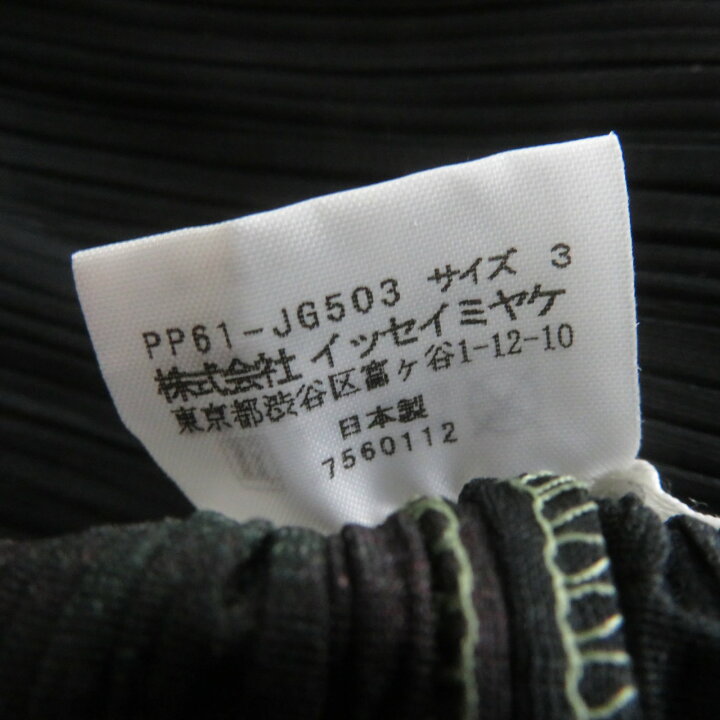 PP61-JG503 サイズ 3
株式会社 イッセイミヤケ
東京都渋谷区富ヶ谷1-12-10
日本製
7560112